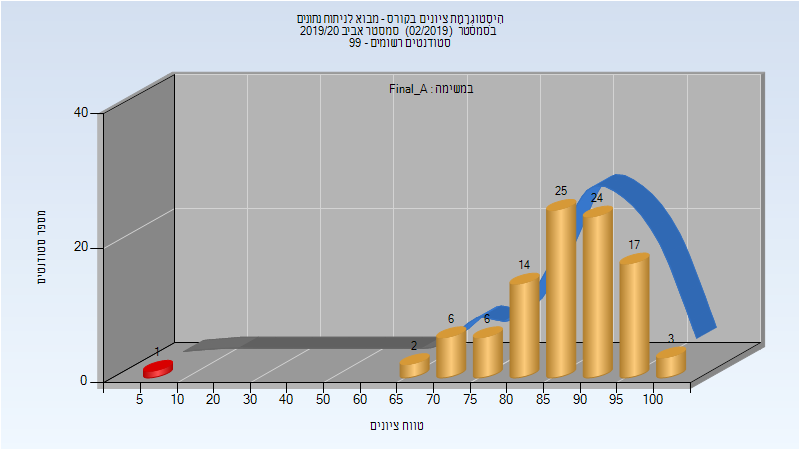 היסטוגרמת ציונים בקורס - מבוא לניתוח נתונים
בסמסטר (02/2019) סמסטר אביב 2019/20
סטודנטים רשומים - 99
במשימה : Final_A
מספר סטודנטים
40
20
0
1
2
6
6
14
25
24
17
3
5 10 20 30 40 50 60 65 70 75 80 85 90 95 100
טווח ציונים